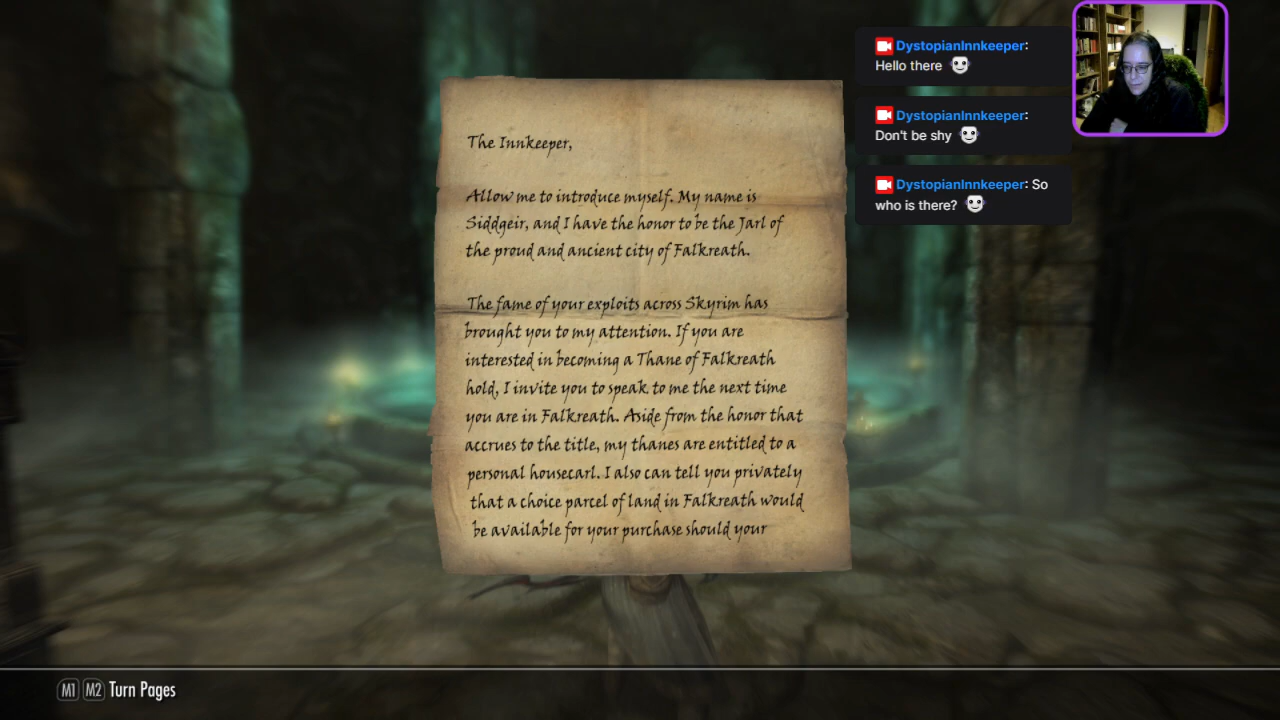 The Innkeeper,
Allow me to introduce myself. My name is
Siddgeir, and I have the honor to be the Jarl of
the proud and ancient city of Falkreath.
The fame of your exploits across Skyrim has
brought you to my attention. If you are
interested in becoming a Thane of Falkreath
hold, I invite you to speak to me the next time
you are in Falkreath. Aside from the honor that
accrues to the title, my thanes are entitled to a
personal housecarl. I also can tell you privately
that a choice parcel of land in Falkreath would
be available for your purchase should your
DystopianInnkeeper:
Hello there
DystopianInnkeeper:
Don't be shy
DystopianInnkeeper: So
who is there?
M1 M2 Turn Pages